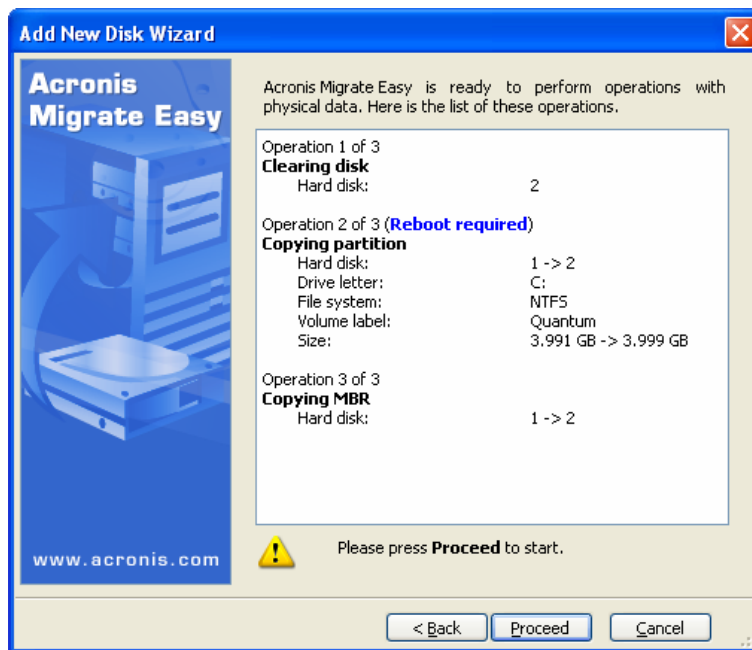 Add New Disk Wizard
Acronis
Migrate Easy
Acronis Migrate Easy is ready to perform operations with
physical data. Here is the list of these operations.
Operation 1 of 3
Clearing disk
Hard disk: 2
Operation 2 of 3 (Reboot required)
Copying partition
Hard disk: 1 -> 2
Drive letter: C:
File system: NTFS
Volume label: Quantum
Size: 3.991 GB -> 3.999 GB
Operation 3 of 3
Copying MBR
Hard disk: 1 -> 2
www.acronis.com
Please press Proceed to start.
< Back Proceed Cancel